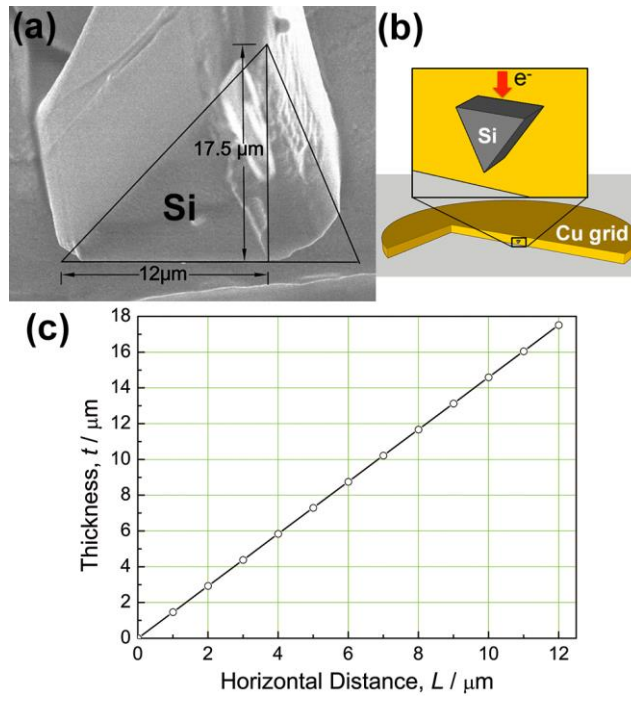 (a)
17.5 μm
Si
12μm
(b)
e-
Si
Cu grid
(c)
18
16
14
12
10
8
6
4
2
0
Thickness, t / μm
0 2 4 6 8 10 12
Horizontal Distance, L / μm